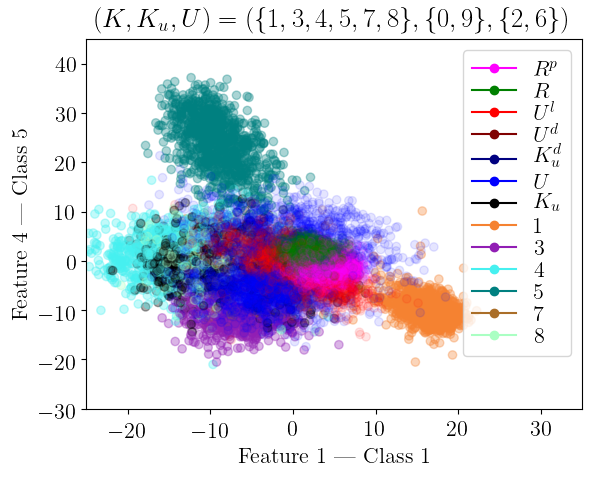 (K, K_u, U) = ({1, 3, 4, 5, 7, 8}, {0, 9}, {2, 6})
Feature 4 — Class 5
40
30
20
10
0
−10
−20
−30
−20
−10
0
10
20
30
Feature 1 — Class 1
R^p
R
U^l
U^d
K_u^d
U
K_u
1
3
4
5
7
8